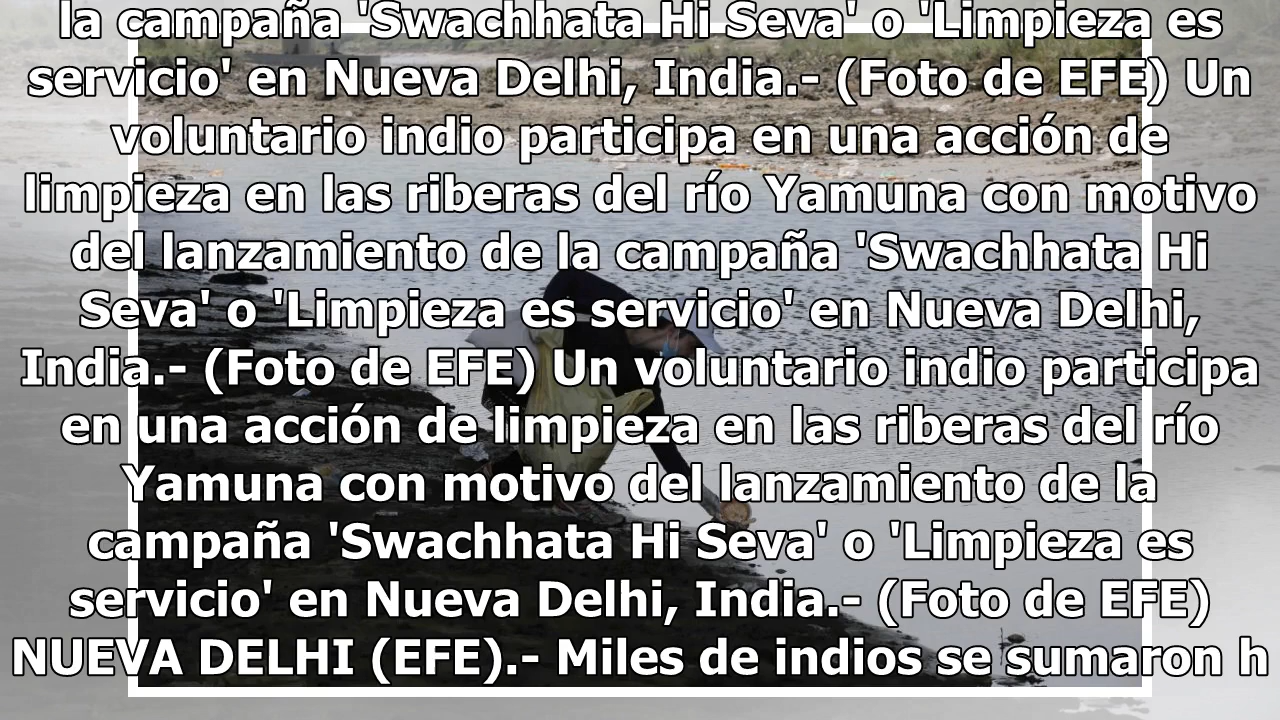 la campaña 'Swachhata Hi Seva' o 'Limpieza es
servicio' en Nueva Delhi, India.- (Foto de EFE) Un
voluntario indio participa en una acción de
limpieza en las riberas del río Yamuna con motivo
del lanzamiento de la campaña 'Swachhata Hi
Seva' o 'Limpieza es servicio' en Nueva Delhi,
India.- (Foto de EFE) Un voluntario indio participa
en una acción de limpieza en las riberas del río
Yamuna con motivo del lanzamiento de la
campaña 'Swachhata Hi Seva' o 'Limpieza es
servicio' en Nueva Delhi, India.- (Foto de EFE)
NUEVA DELHI (EFE).- Miles de indios se sumaron h